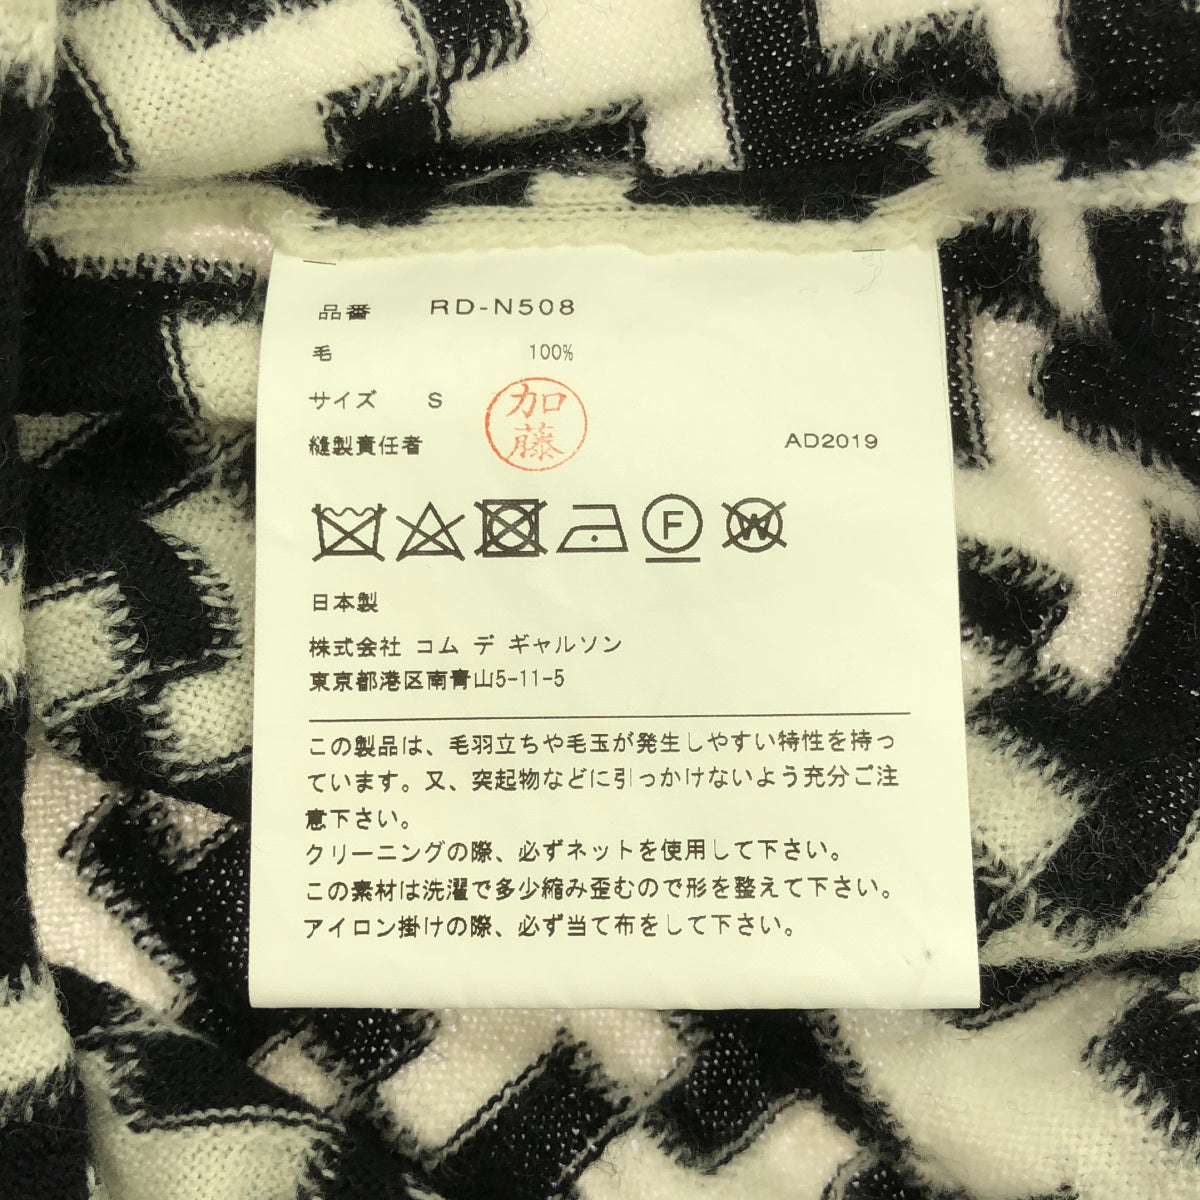 品番 RD-N508
毛 100%
サイズ S
縫製責任者 加藤 AD2019
F W
日本製
株式会社 コム デ ギャルソン
東京都港区南青山5-11-5
この製品は、毛羽立ちや毛玉が発生しやすい特性を持っ
ています。又、突起物などに引っかけないよう充分ご注
意下さい。
クリーニングの際、必ずネットを使用して下さい。
この素材は洗濯で多少縮み歪むので形を整えて下さい。
アイロン掛けの際、必ず当て布をして下さい。